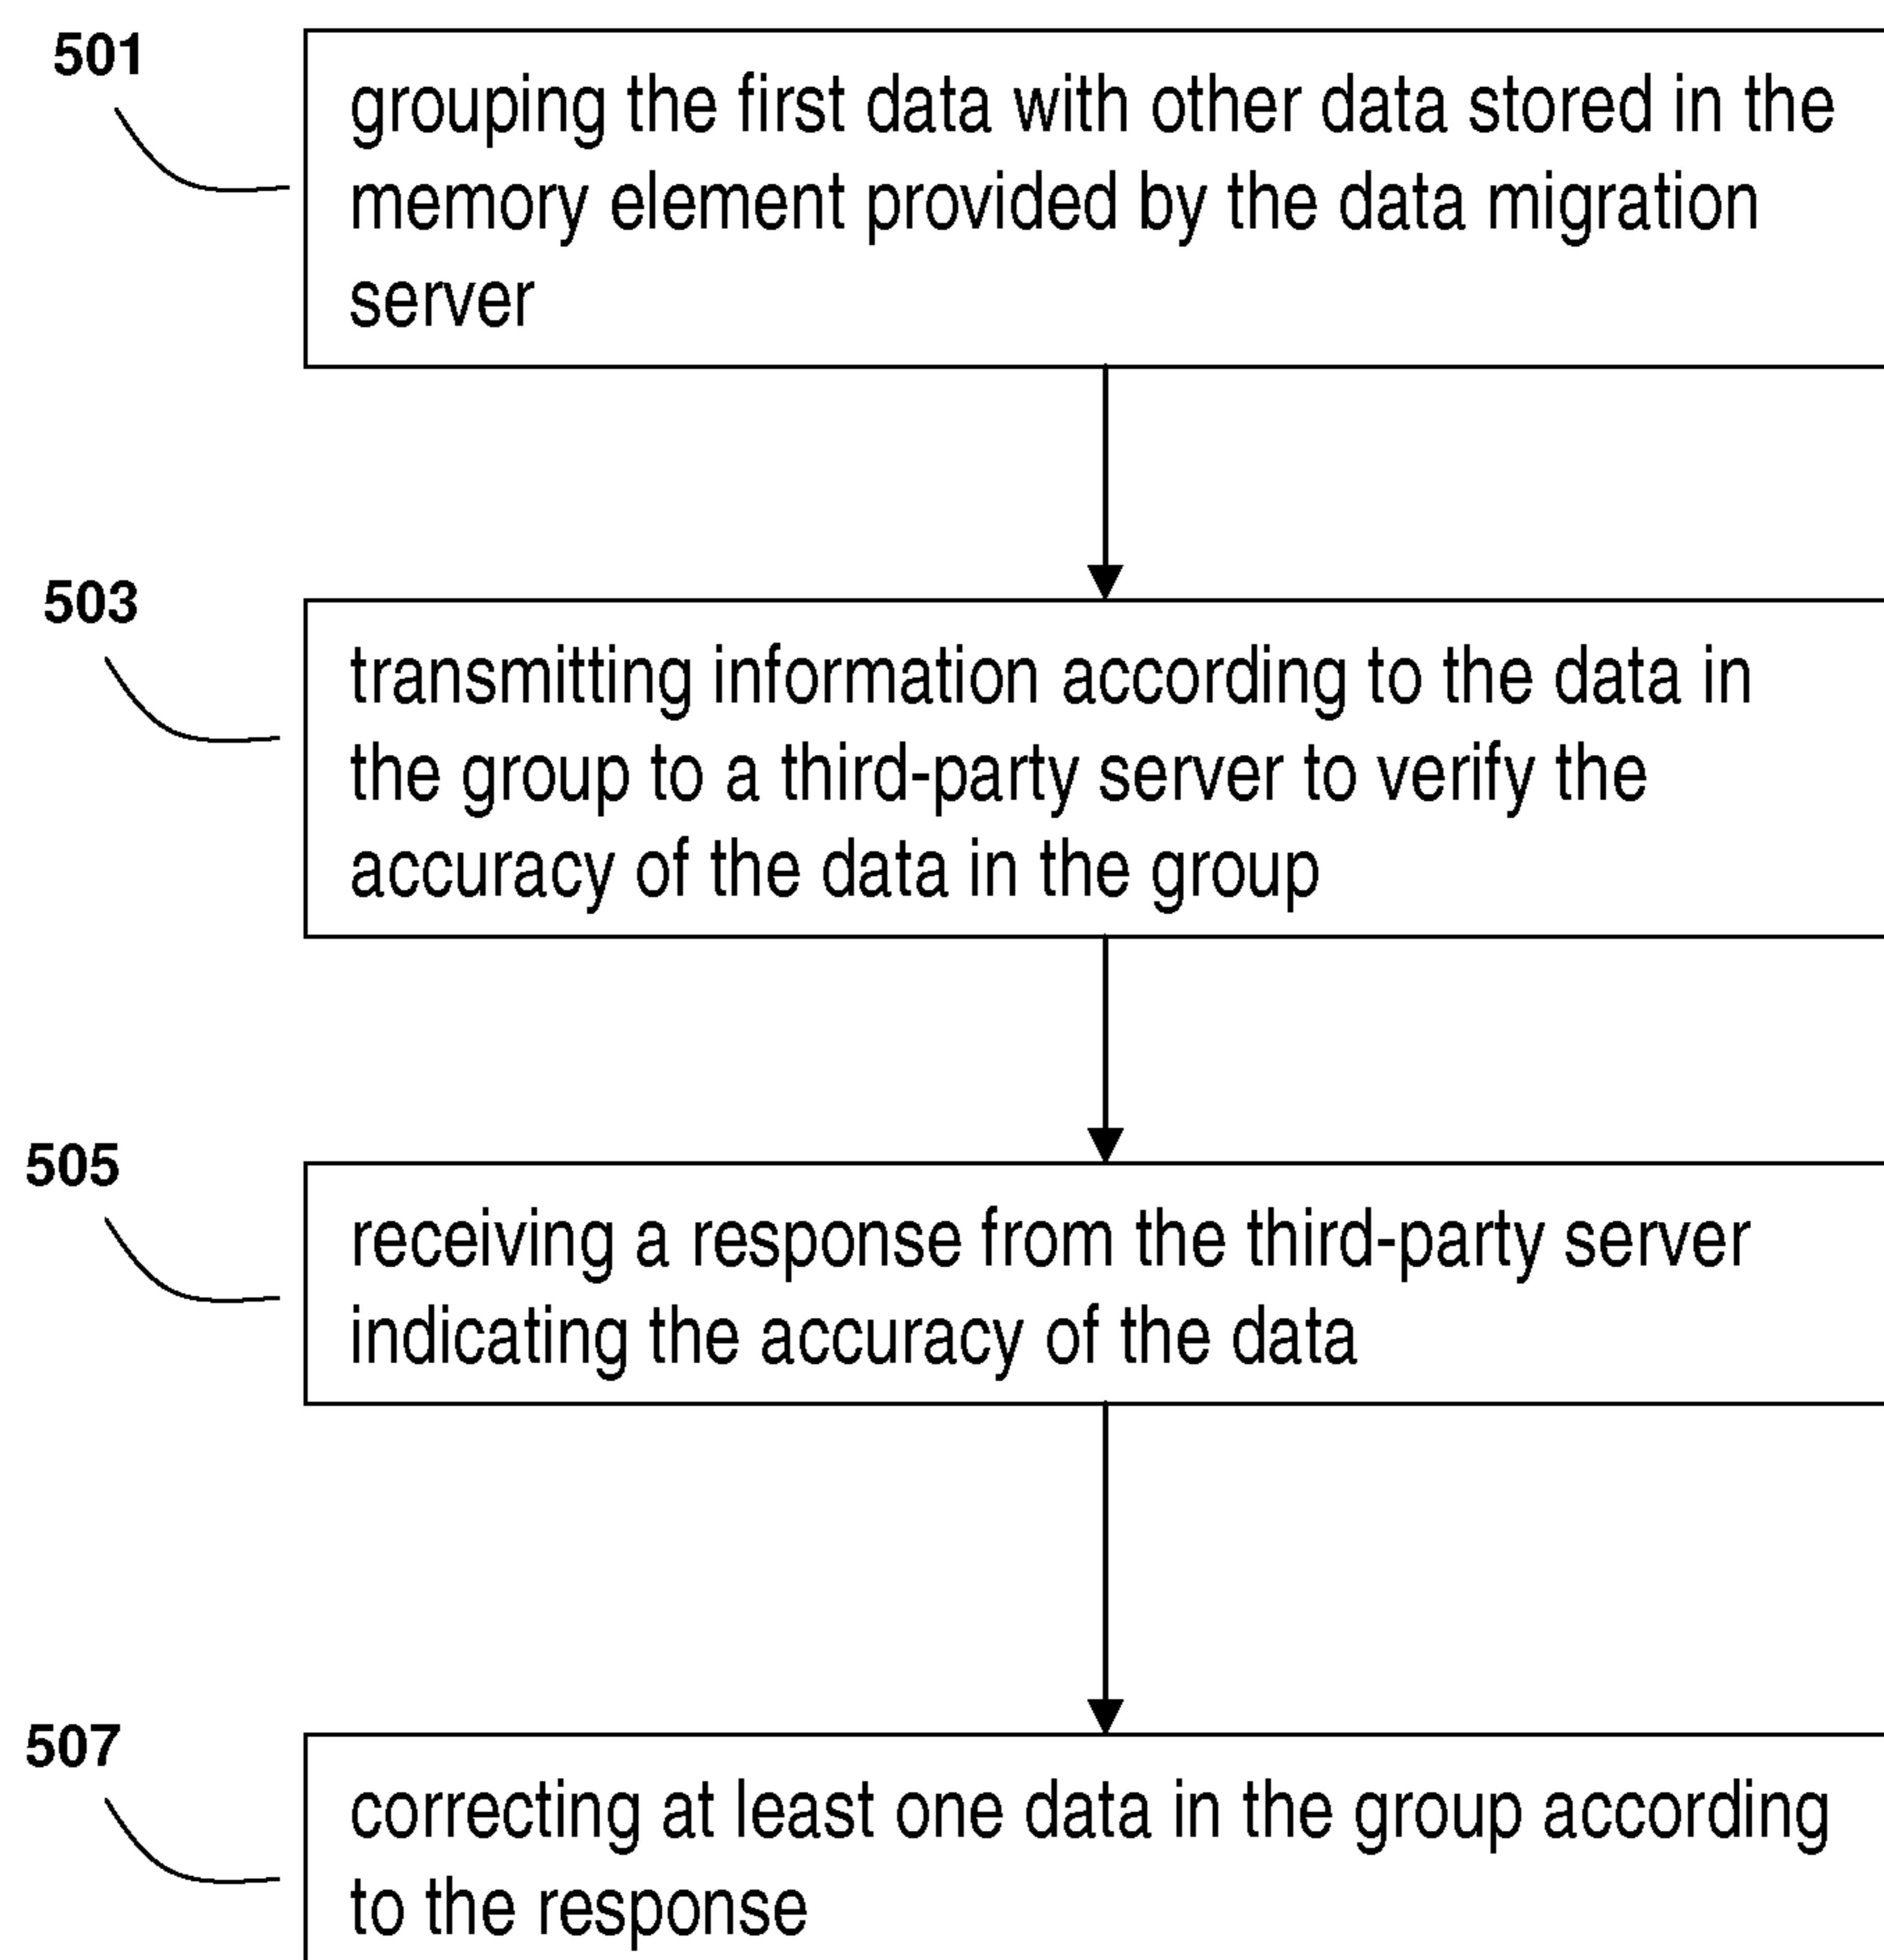 501
grouping the first data with other data stored in the
memory element provided by the data migration
server
503
transmitting information according to the data in
the group to a third-party server to verify the
accuracy of the data in the group
505
receiving a response from the third-party server
indicating the accuracy of the data
507
correcting at least one data in the group according
to the response